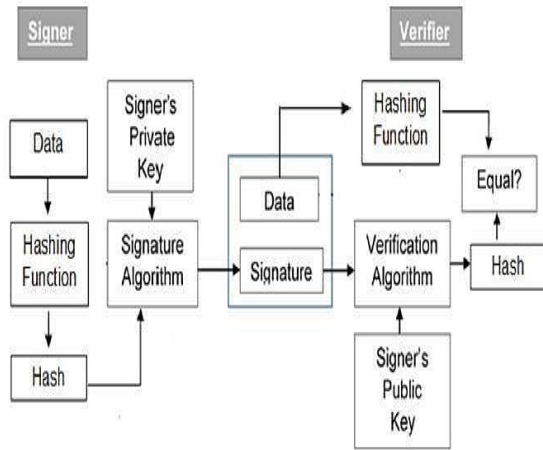 Signer
Data
Hashing
Function
Hash
Signer's
Private
Key
Signature
Algorithm
Data
Signature
Verifier
Hashing
Function
Equal?
Verification
Algorithm
Hash
Signer's
Public
Key